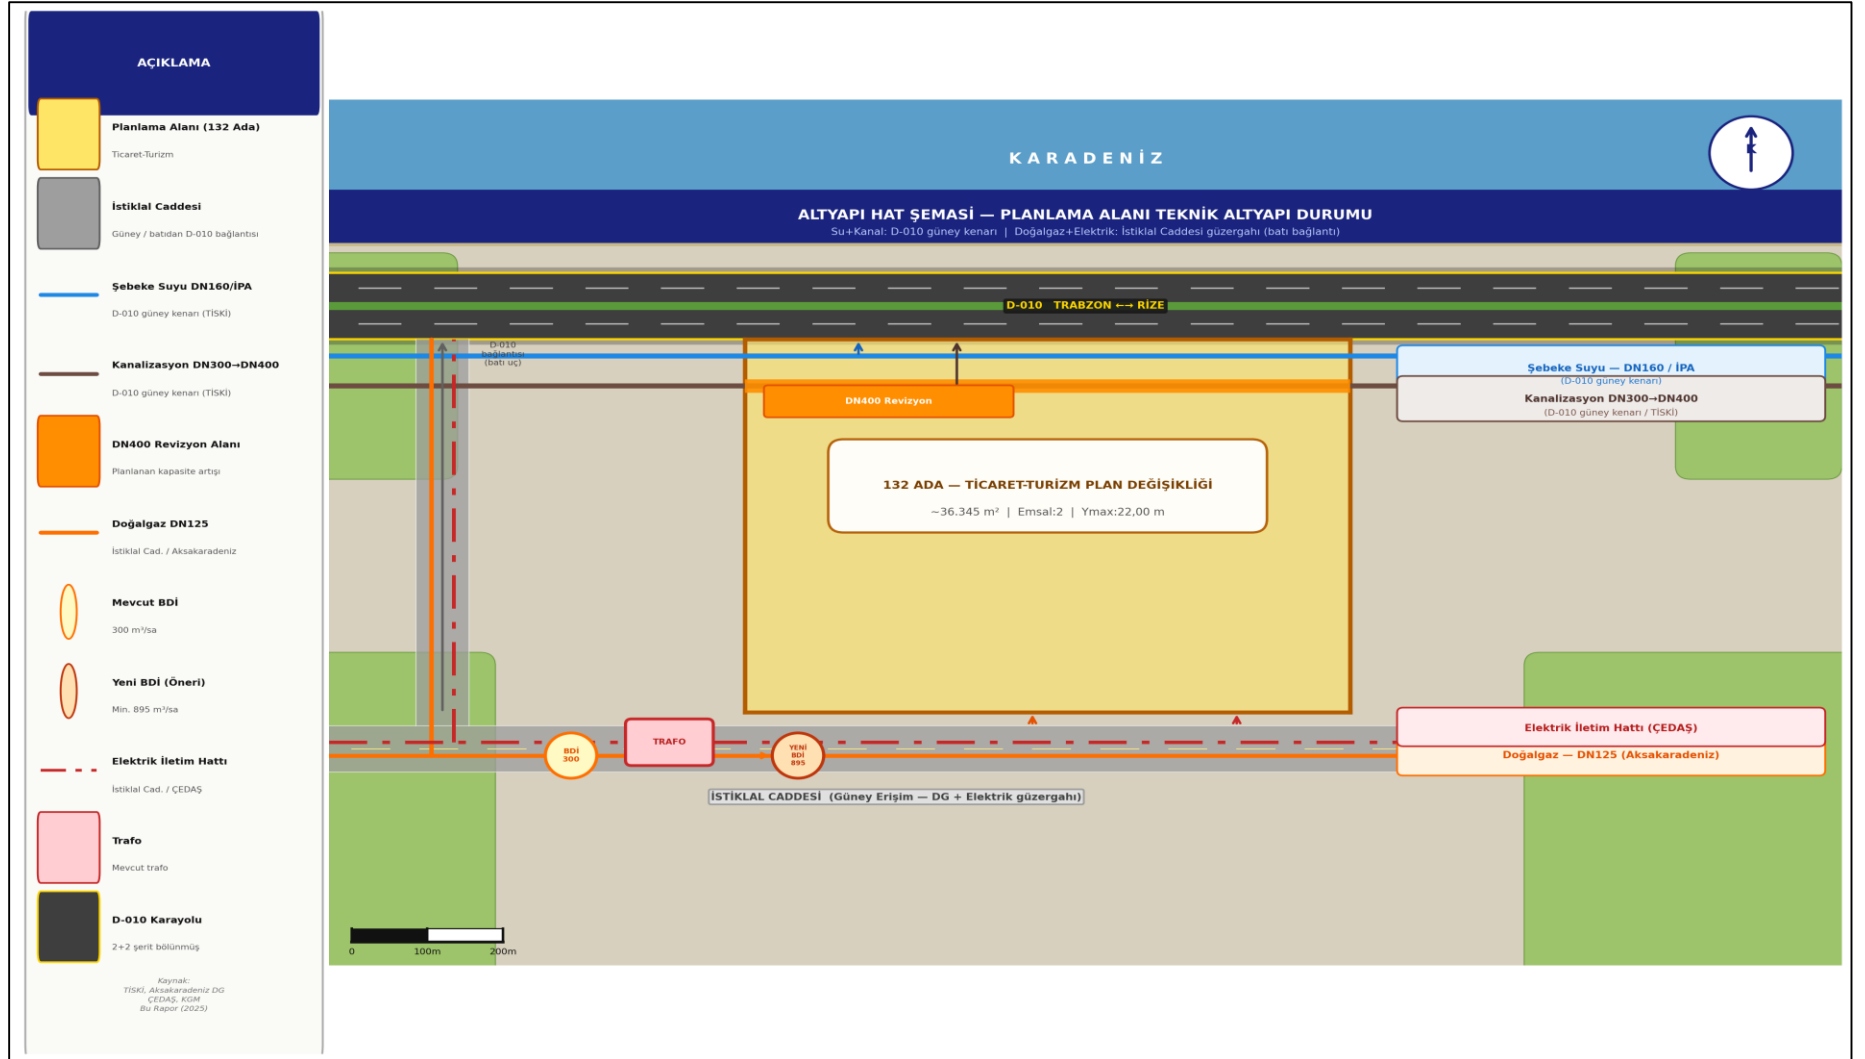 AÇIKLAMA
Planlama Alanı (132 Ada)
Ticaret-Turizm
İstiklal Caddesi
Güney / batıdan D-010 bağlantısı
Şebeke Suyu DN160/İPA
D-010 güney kenarı (TİSKİ)
Kanalizasyon DN300→DN400
D-010 güney kenarı (TİSKİ)
DN400 Revizyon Alanı
Planlanan kapasite artışı
Doğalgaz DN125
İstiklal Cad. / Aksakaradeniz
Mevcut BDİ
300 m³/sa
Yeni BDİ (Öneri)
Min. 895 m³/sa
Elektrik İletim Hattı
İstiklal Cad. / ÇEDAŞ
Trafo
Mevcut trafo
D-010 Karayolu
2+2 şerit bölünmüş
Kaynak:
TİSKİ, Aksakaradeniz DG
ÇEDAŞ, KGM
Bu Rapor (2025)
K A R A D E N İ Z
K
ALTYAPI HAT ŞEMASİ — PLANLAMA ALANI TEKNİK ALTYAPI DURUMU
Su+Kanal: D-010 güney kenarı | Doğalgaz+Elektrik: İstiklal Caddesi güzergahı (batı bağlantı)
D-010 TRABZON ←→ RİZE
D-010
bağlantısı
(batı uç)
Şebeke Suyu — DN160 / İPA
(D-010 güney kenarı)
Kanalizasyon DN300→DN400
(D-010 güney kenarı / TİSKİ)
DN400 Revizyon
132 ADA — TİCARET-TURİZM PLAN DEĞİŞİKLİĞİ
~36.345 m² | Emsal:2 | Ymax:22,00 m
BDİ
300
TRAFO
YENİ
BDİ
895
Elektrik İletim Hattı (ÇEDAŞ)
Doğalgaz — DN125 (Aksakaradeniz)
İSTİKLAL CADDESİ (Güney Erişim — DG + Elektrik güzergahı)
0 100m 200m